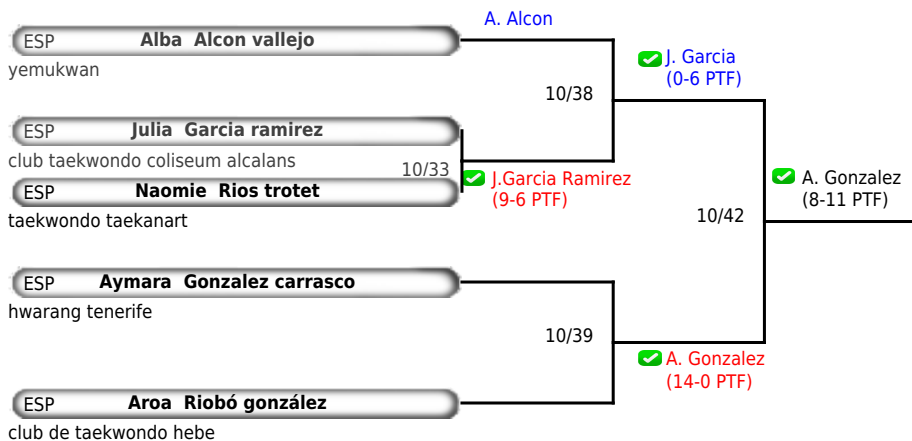 A. Alcon
ESP Alba Alcon vallejo
yemukwan
J. Garcia
(0-6 PTF)
10/38
ESP Julia Garcia ramirez
club taekwondo coliseum alcalans
10/33
J.Garcia Ramirez
(9-6 PTF)
ESP Naomie Rios trotet
taekwondo taekanart
A. Gonzalez
(8-11 PTF)
10/42
ESP Aymara Gonzalez carrasco
hwarang tenerife
10/39
A. Gonzalez
(14-0 PTF)
ESP Aroa Riobó gonzález
club de taekwondo hebe